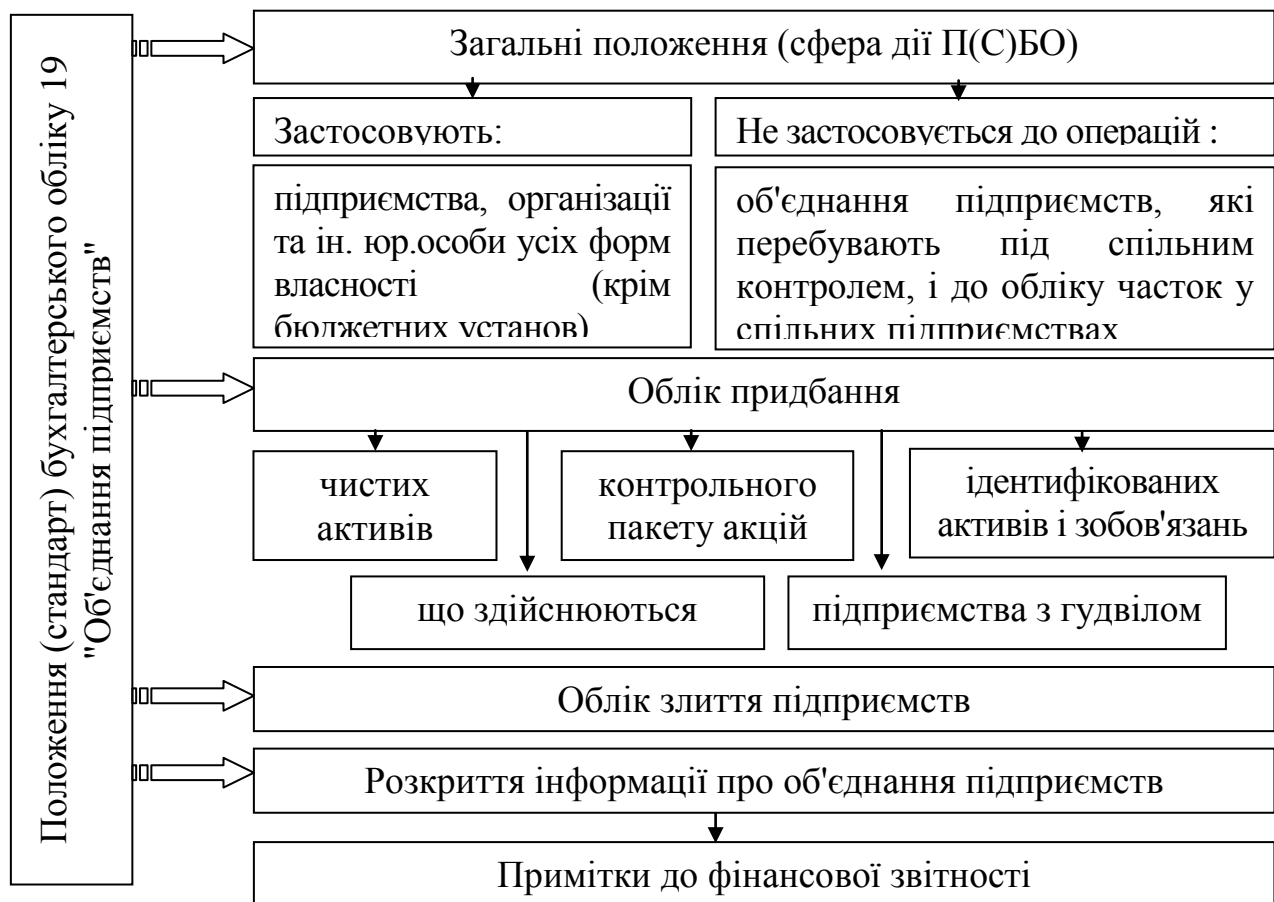 Положення (стандарт) бухгалтерського обліку 19
"Об'єднання підприємств"
Загальні положення (сфера дії П(С)БО)
Застосовують:
Не застосовується до операцій :
підприємства, організації
та ін. юр.особи усіх форм
власності (крім
бюджетних установ)
об'єднання підприємств, які
перебувають під спільним
контролем, і до обліку часток у
спільних підприємствах
Облік придбання
чистих
активів
контрольного
пакету акцій
ідентифікованих
активів і зобов'язань
що здійснюються
підприємства з гудвілом
Облік злиття підприємств
Розкриття інформації про об'єднання підприємств
Примітки до фінансової звітності